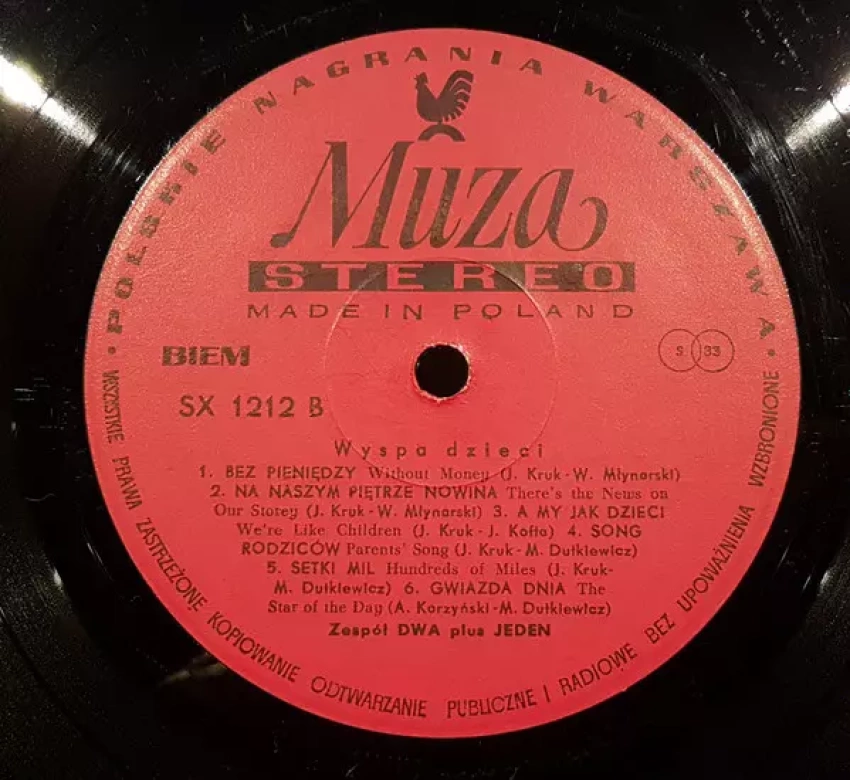 • POLSKIE NAGRANIA WARSZAWA •
Muza
STEREO
MADE IN POLAND
BIEM
S 33
SX 1212 B
Wyspa dzieci
1. BEZ PIENIĘDZY Without Money (J. Kruk-W. Młynarski)
2. NA NASZYM PIĘTRZE NOWINA There's the News on
Our Storey (J. Kruk-W. Młynarski) 3. A MY JAK DZIECI
We're Like Children (J. Kruk-J. Kofta) 4. SONG
RODZICÓW Parents' Song (J. Kruk-M. Dutkiewicz)
5. SETKI MIL Hundreds of Miles (J. Kruk-
M. Dutkiewicz) 6. GWIAZDA DNIA The
Star of the Day (A. Korzyński-M. Dutkiewicz)
Zespół DWA plus JEDEN
WSZYSTKIE PRAWA ZASTRZEŻONE KOPIOWANIE ODTWARZANIE PUBLICZNE I RADIOWE BEZ UPOWAŻNIENIA WZBRONIONE